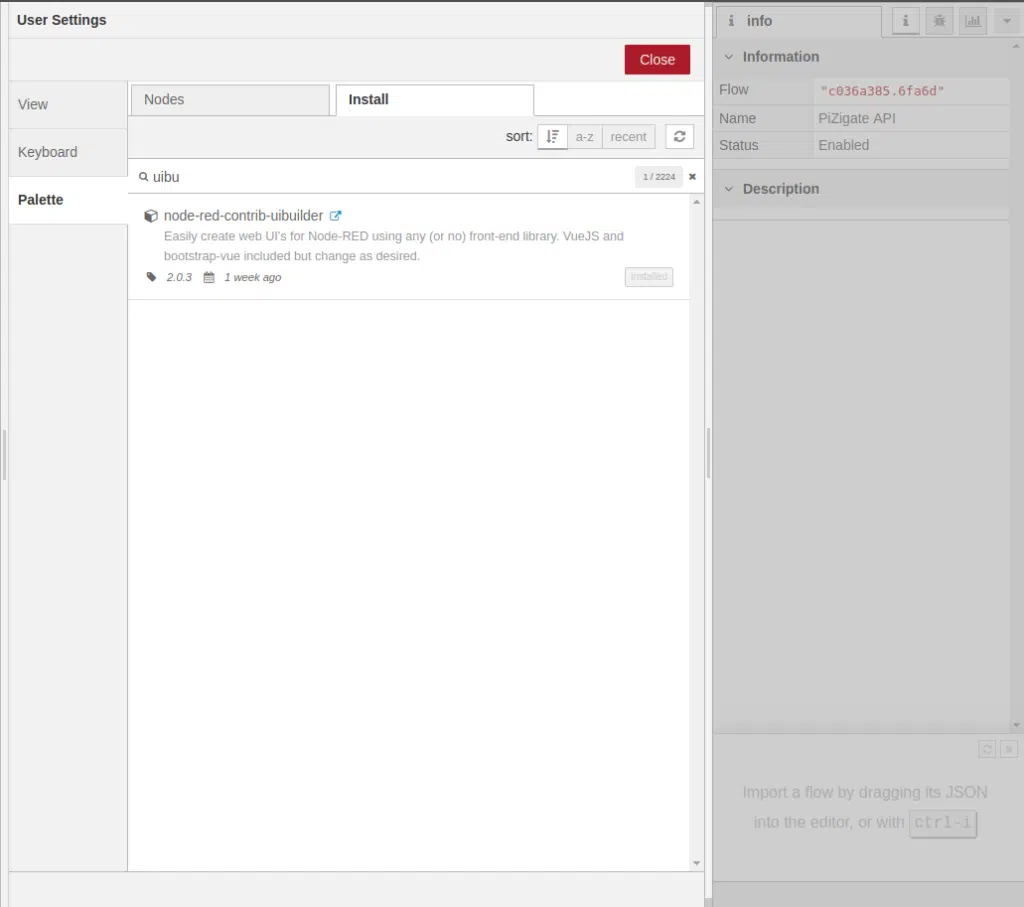 User Settings
Close
View
Keyboard
Palette
Nodes
Install
sort:
a-z
recent
uibu
1 / 2224
node-red-contrib-uibuilder
Easily create web UI's for Node-RED using any (or no) front-end library. VueJS and
bootstrap-vue included but change as desired.
2.0.3
1 week ago
installed
info
Information
Flow
"c036a385.6fa6d"
Name
PiZigate API
Status
Enabled
Description
Import a flow by dragging its JSON
into the editor, or with ctrl-i